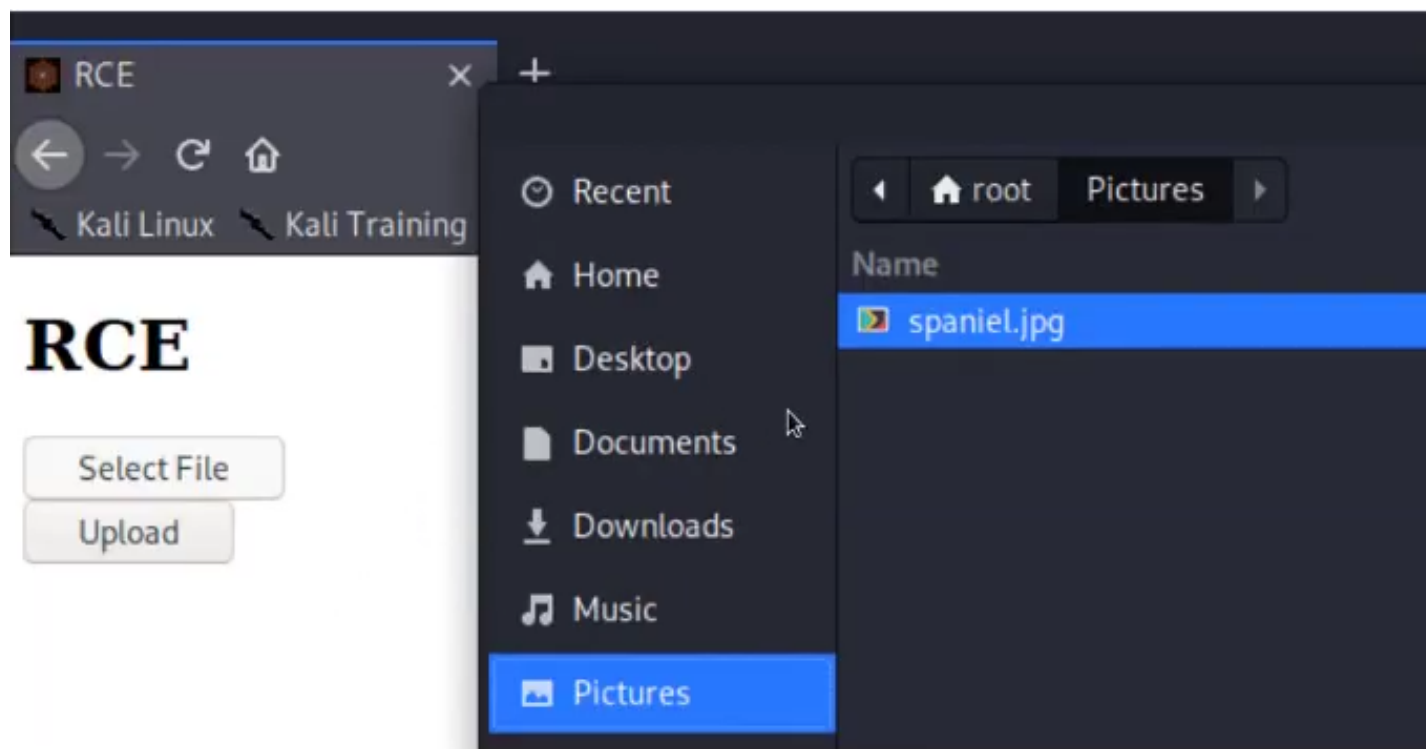 RCE
Kali Linux Kali Training
RCE
Select File
Upload
Recent
Home
Desktop
Documents
Downloads
Music
Pictures
root Pictures
Name
spaniel.jpg